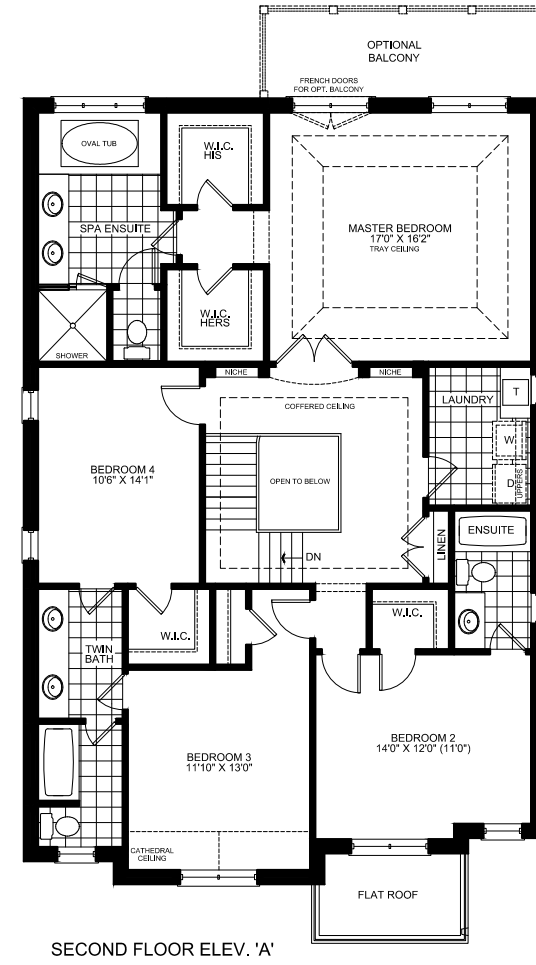 OPTIONAL
BALCONY
FRENCH DOORS
FOR OPT. BALCONY
OVAL TUB
W.I.C.
HIS
SPA ENSUITE
MASTER BEDROOM
17'0" X 16'2"
TRAY CEILING
W.I.C.
HERS
SHOWER
NICHE
NICHE
COFFERED CEILING
LAUNDRY
T
W
D
UPPERS
BEDROOM 4
10'6" X 14'1"
OPEN TO BELOW
DN
LINEN
ENSUITE
W.I.C.
W.I.C.
TWIN
BATH
BEDROOM 2
14'0" X 12'0" (11'0")
BEDROOM 3
11'10" X 13'0"
CATHEDRAL
CEILING
FLAT ROOF
SECOND FLOOR ELEV. 'A'